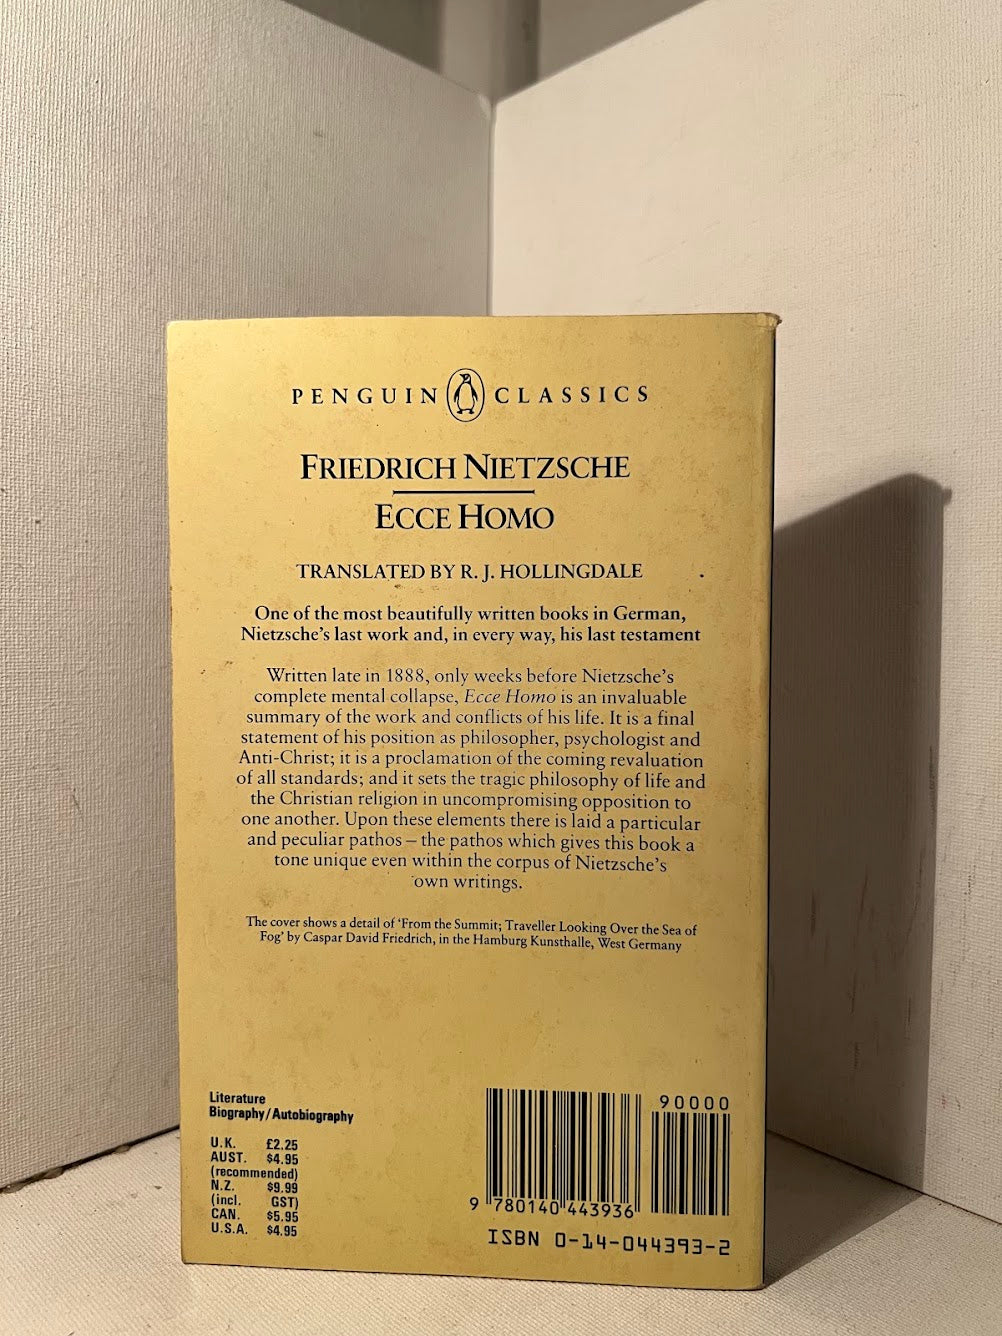 PENGUIN CLASSICS
FRIEDRICH NIETZSCHE
ECCE HOMO
TRANSLATED BY R. J. HOLLINGDALE
One of the most beautifully written books in German,
Nietzsche's last work and, in every way, his last testament
Written late in 1888, only weeks before Nietzsche's
complete mental collapse, Ecce Homo is an invaluable
summary of the work and conflicts of his life. It is a final
statement of his position as philosopher, psychologist and
Anti-Christ; it is a proclamation of the coming revaluation
of all standards; and it sets the tragic philosophy of life and
the Christian religion in uncompromising opposition to
one another. Upon these elements there is laid a particular
and peculiar pathos – the pathos which gives this book a
tone unique even within the corpus of Nietzsche's
own writings.
The cover shows a detail of 'From the Summit; Traveller Looking Over the Sea of
Fog' by Caspar David Friedrich, in the Hamburg Kunsthalle, West Germany
Literature
Biography/Autobiography
U.K. £2.25
AUST. $4.95
(recommended)
N.Z. $9.99
(incl. GST)
CAN. $5.95
U.S.A. $4.95
90000
9 780140 443936
ISBN 0-14-044393-2